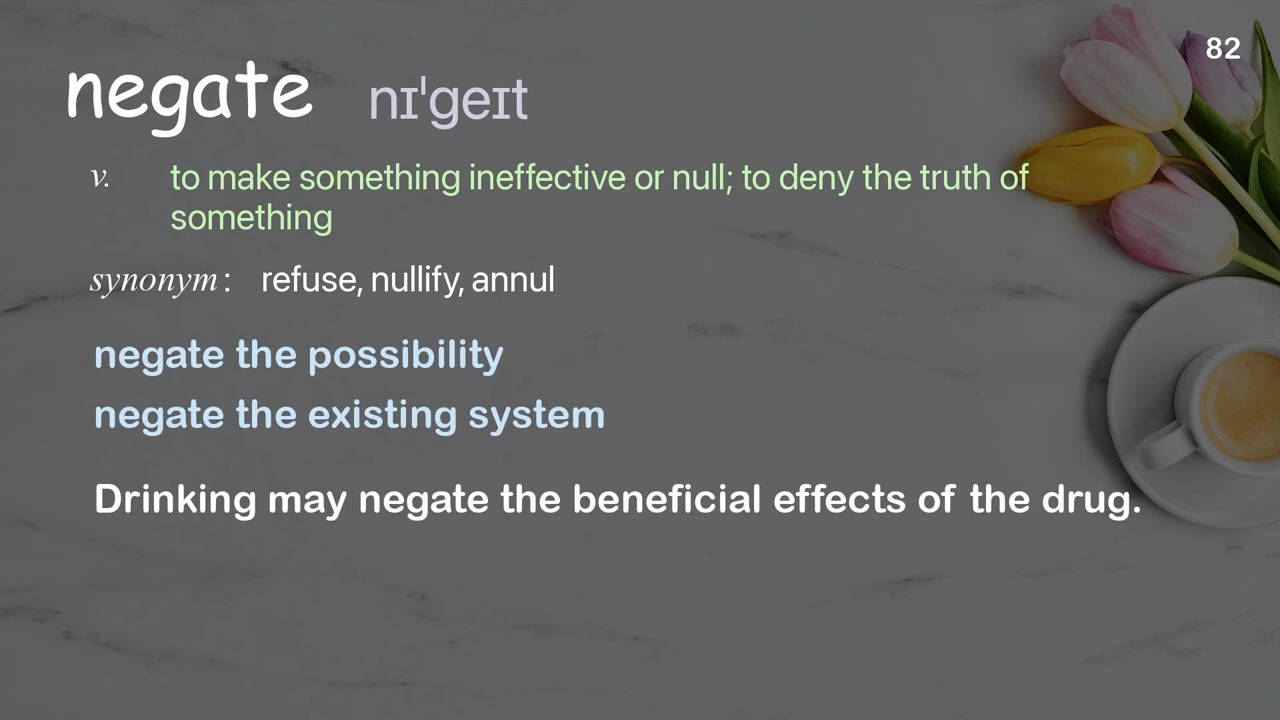 82
negate nɪˈɡeɪt
v. to make something ineffective or null; to deny the truth of
something
synonym: refuse, nullify, annul
negate the possibility
negate the existing system
Drinking may negate the beneficial effects of the drug.